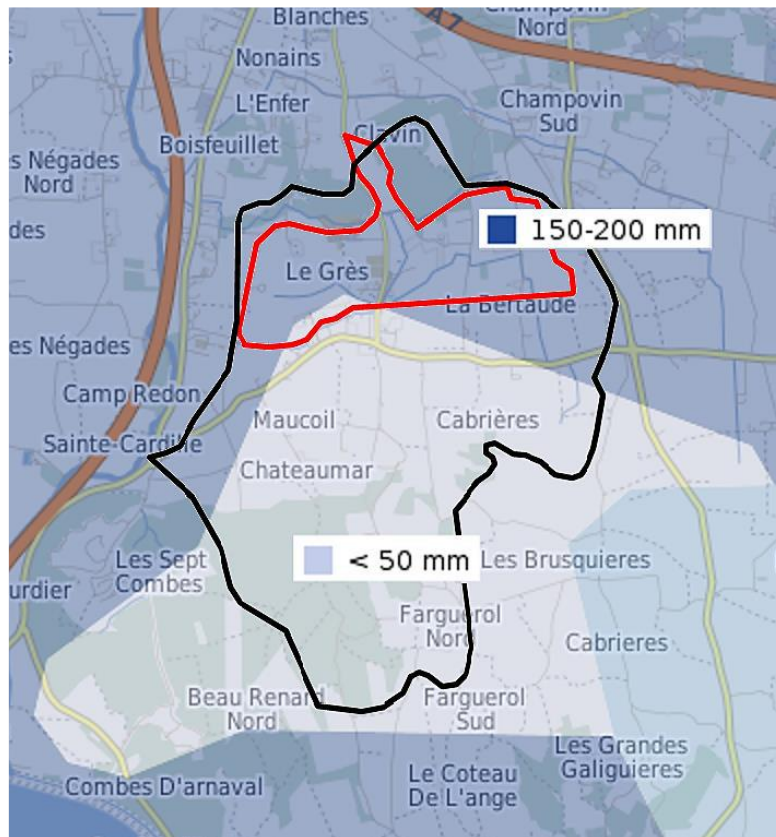 Blanches
A7
Champovin
Nord
Nonains
L'Enfer
Champovin
Sud
Clavin
Boisfeuillet
s Négades
Nord
des
150-200 mm
Le Grès
La Bertaude
es Négades
Camp Redon
Maucoil
Cabrières
Sainte-Cardille
Chateaumar
Les Sept
Combes
< 50 mm
Les Brusquieres
urdier
Farguerol
Nord
Cabrieres
Beau Renard
Nord
Farguerol
Sud
Les Grandes
Galiguieres
Combes D'arnaval
Le Coteau
De L'ange